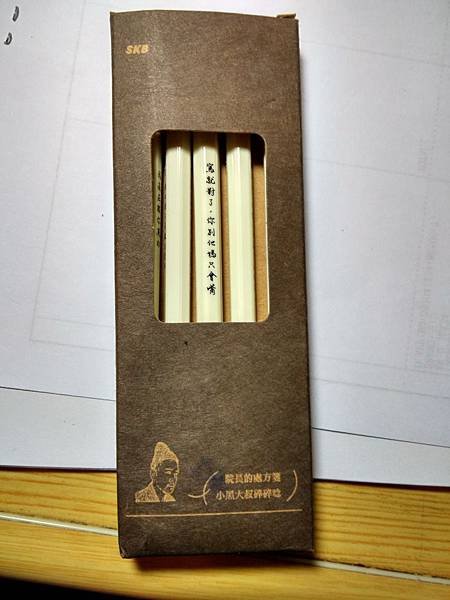 SKB
寫就對了，你別他媽只會嘴
院長的處方箋
小黑大叔碎碎唸